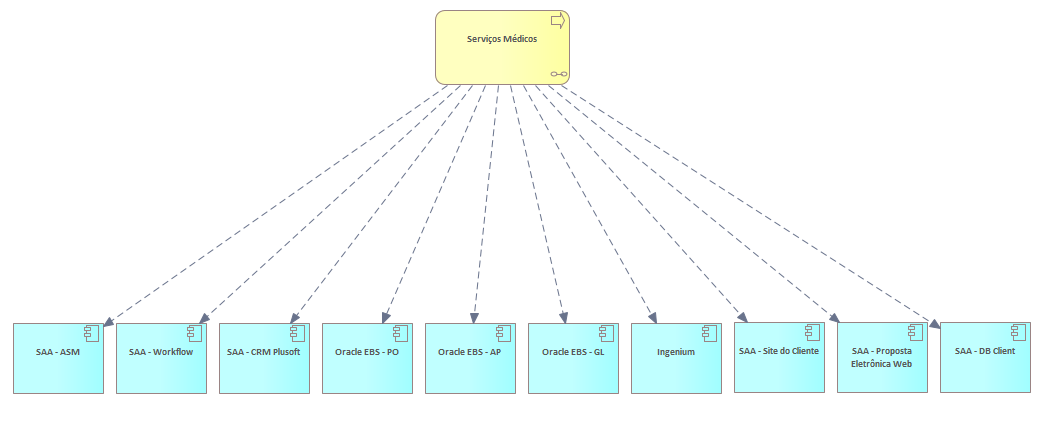 Serviços Médicos
SAA - ASM
SAA - Workflow
SAA - CRM Plusoft
Oracle EBS - PO
Oracle EBS - AP
Oracle EBS - GL
Ingenium
SAA - Site do Cliente
SAA - Proposta
Eletrônica Web
SAA - DB Client